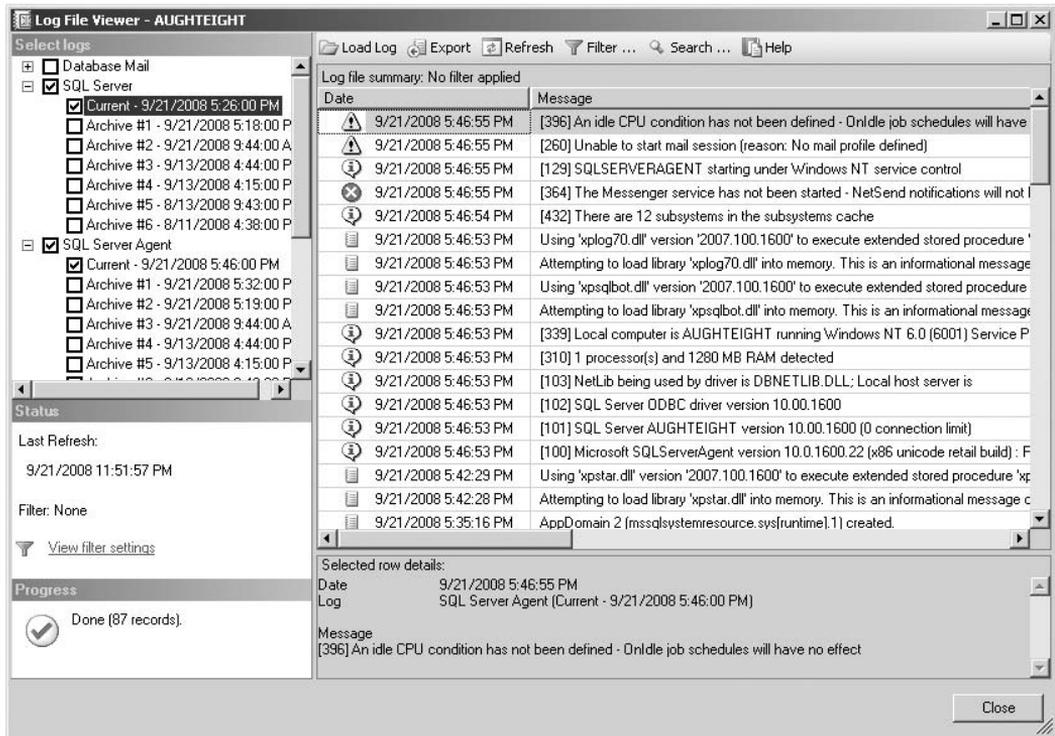 Log File Viewer - AUGHTEIGHT
Select logs
Database Mail
SQL Server
Current - 9/21/2008 5:26:00 PM
Archive #1 - 9/21/2008 5:18:00 P
Archive #2 - 9/21/2008 9:44:00 A
Archive #3 - 9/13/2008 4:44:00 P
Archive #4 - 9/13/2008 4:15:00 P
Archive #5 - 8/13/2008 9:43:00 P
Archive #6 - 8/11/2008 4:38:00 P
SQL Server Agent
Current - 9/21/2008 5:46:00 PM
Archive #1 - 9/21/2008 5:32:00 P
Archive #2 - 9/21/2008 5:19:00 P
Archive #3 - 9/21/2008 9:44:00 A
Archive #4 - 9/13/2008 4:44:00 P
Archive #5 - 9/13/2008 4:15:00 P
Status
Last Refresh:
9/21/2008 11:51:57 PM
Filter: None
View filter settings
Progress
Done (87 records).
Load Log Export Refresh Filter ... Search ... Help
Log file summary: No filter applied
Date Message
9/21/2008 5:46:55 PM [396] An idle CPU condition has not been defined - OnIdle job schedules will have
9/21/2008 5:46:55 PM [260] Unable to start mail session (reason: No mail profile defined)
9/21/2008 5:46:55 PM [129] SQLSERVERAGENT starting under Windows NT service control
9/21/2008 5:46:55 PM [364] The Messenger service has not been started - NetSend notifications will not
9/21/2008 5:46:54 PM [432] There are 12 subsystems in the subsystems cache
9/21/2008 5:46:53 PM Using 'xplog70.dll' version '2007.100.1600' to execute extended stored procedure '
9/21/2008 5:46:53 PM Attempting to load library 'xplog70.dll' into memory. This is an informational message
9/21/2008 5:46:53 PM Using 'xpsqlbot.dll' version '2007.100.1600' to execute extended stored procedure
9/21/2008 5:46:53 PM Attempting to load library 'xpsqlbot.dll' into memory. This is an informational message
9/21/2008 5:46:53 PM [339] Local computer is AUGHTEIGHT running Windows NT 6.0 (6001) Service P
9/21/2008 5:46:53 PM [310] 1 processor(s) and 1280 MB RAM detected
9/21/2008 5:46:53 PM [103] NetLib being used by driver is DBNETLIB.DLL; Local host server is
9/21/2008 5:46:53 PM [102] SQL Server ODBC driver version 10.00.1600
9/21/2008 5:46:53 PM [101] SQL Server AUGHTEIGHT version 10.00.1600 (0 connection limit)
9/21/2008 5:46:53 PM [100] Microsoft SQLServerAgent version 10.0.1600.22 (x86 unicode retail build) : F
9/21/2008 5:42:29 PM Using 'xpstar.dll' version '2007.100.1600' to execute extended stored procedure 'xp
9/21/2008 5:42:28 PM Attempting to load library 'xpstar.dll' into memory. This is an informational message o
9/21/2008 5:35:16 PM AppDomain 2 (mssqlsystemresource.sys[runtime].1) created.
Selected row details:
Date 9/21/2008 5:46:55 PM
Log SQL Server Agent (Current - 9/21/2008 5:46:00 PM)
Message
[396] An idle CPU condition has not been defined - OnIdle job schedules will have no effect
Close